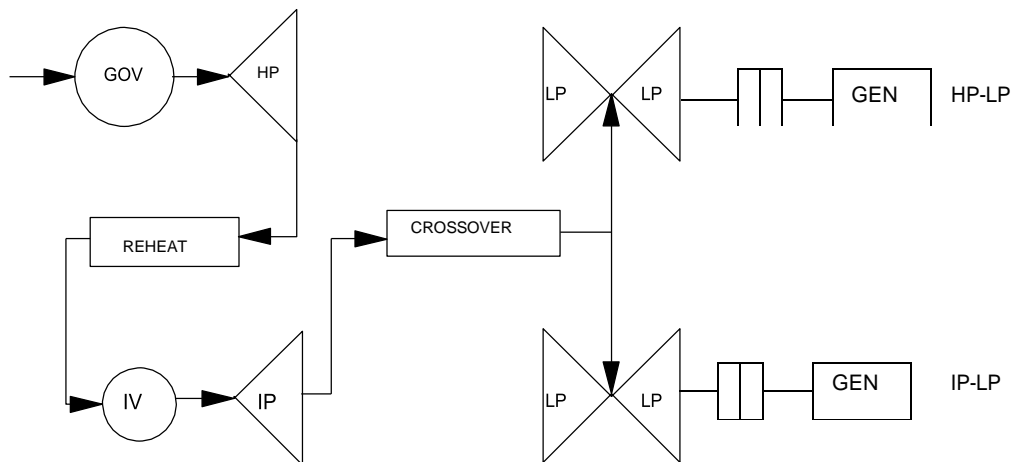 GOV
HP
LP LP
GEN
HP-LP
REHEAT
CROSSOVER
IV
IP
LP LP
GEN
IP-LP